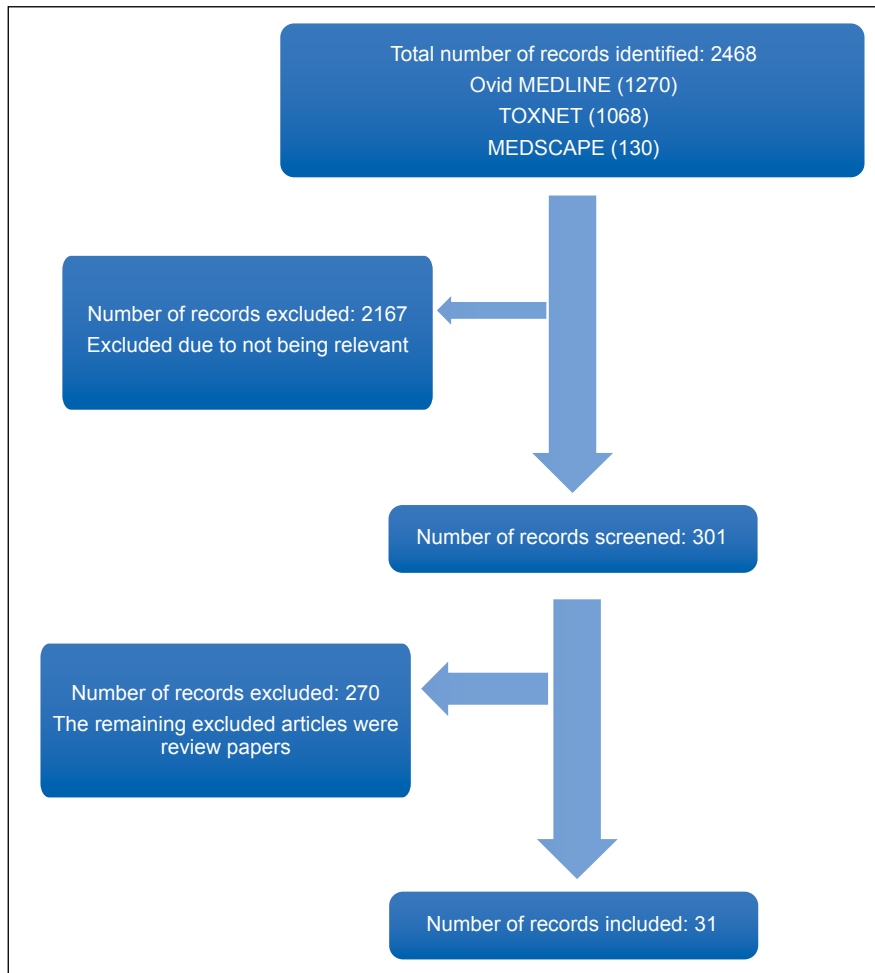 Total number of records identified: 2468
Ovid MEDLINE (1270)
TOXNET (1068)
MEDSCAPE (130)
Number of records excluded: 2167
Excluded due to not being relevant
Number of records screened: 301
Number of records excluded: 270
The remaining excluded articles were
review papers
Number of records included: 31